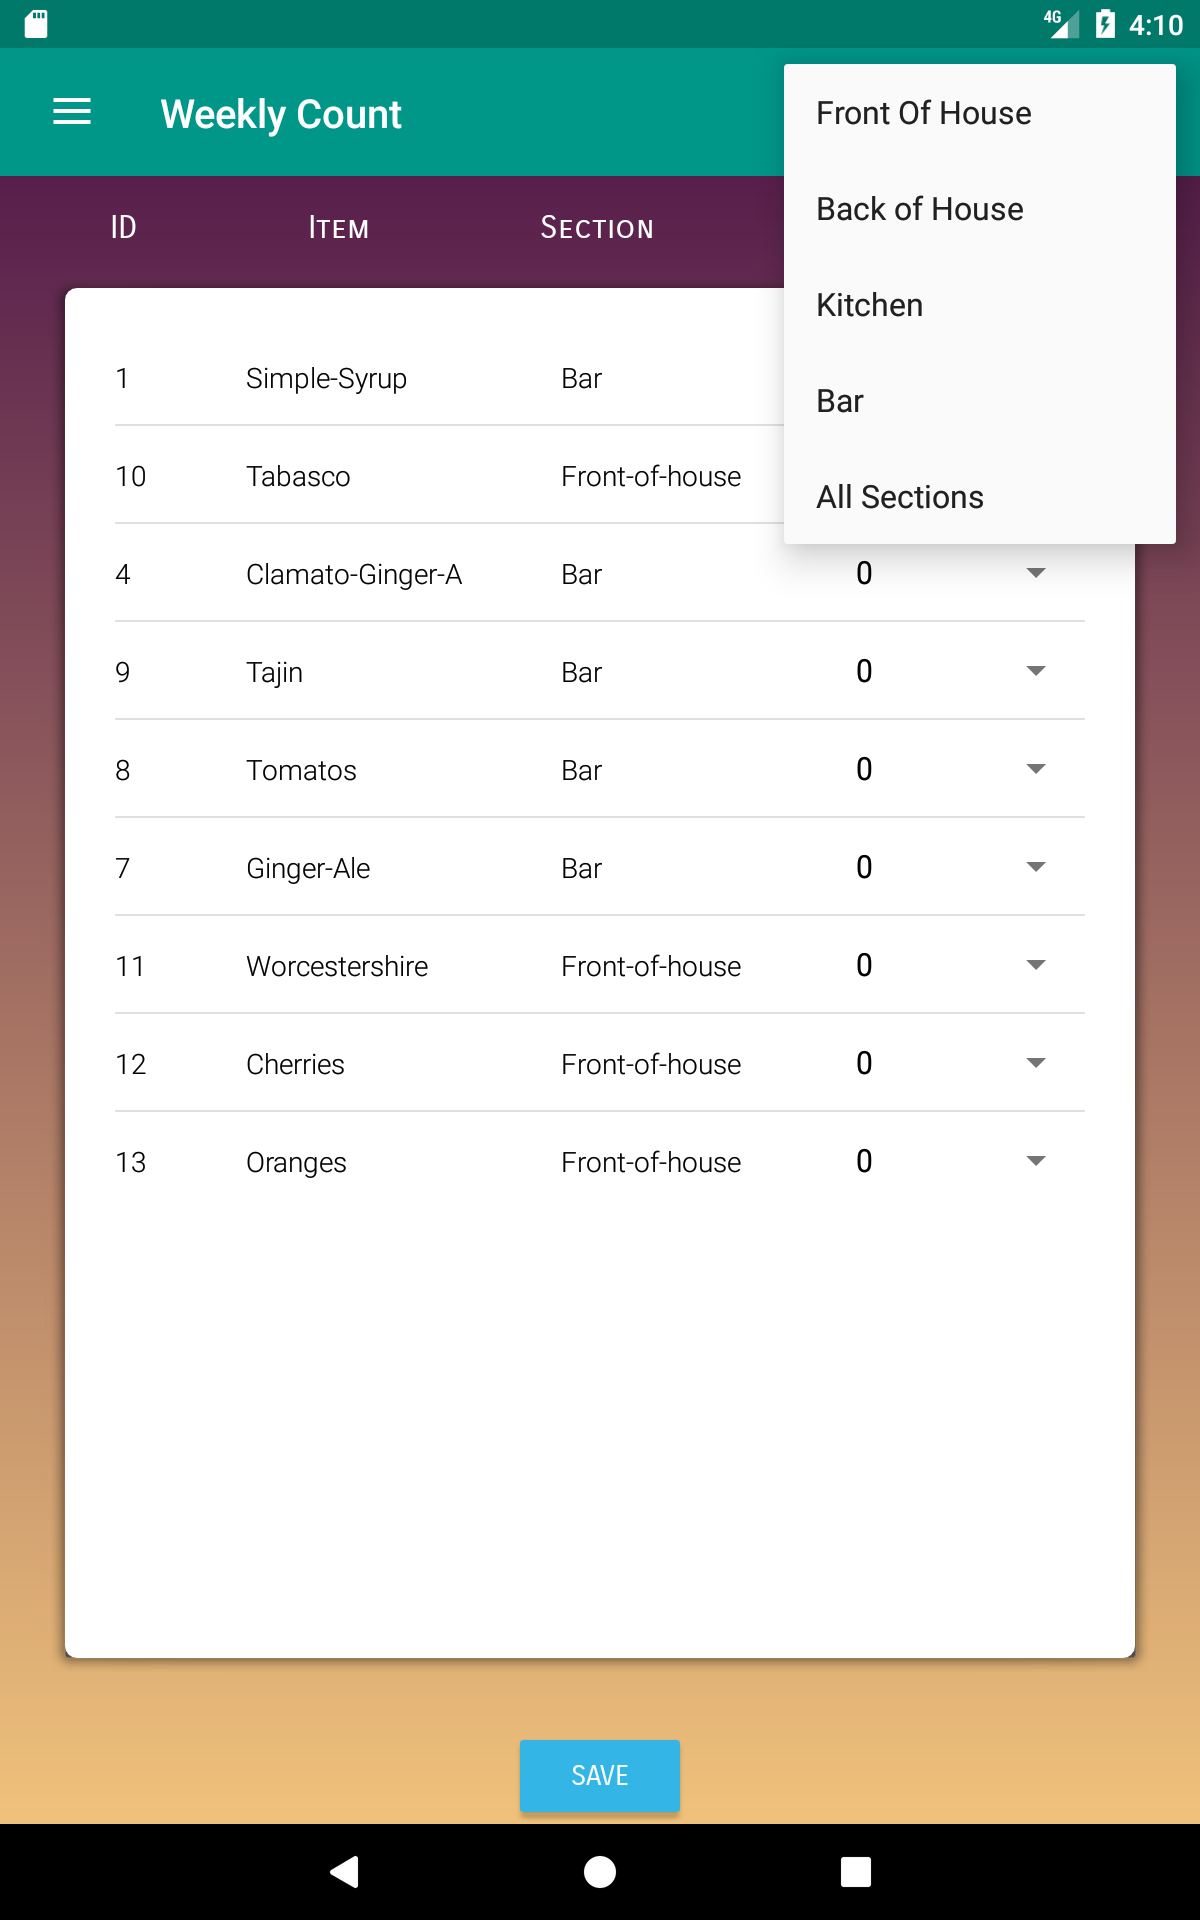 4G 4:10
Weekly Count
Front Of House
Back of House
Kitchen
Bar
All Sections
ID Item Section
1 Simple-Syrup Bar
10 Tabasco Front-of-house
4 Clamato-Ginger-A Bar 0
9 Tajin Bar 0
8 Tomatos Bar 0
7 Ginger-Ale Bar 0
11 Worcestershire Front-of-house 0
12 Cherries Front-of-house 0
13 Oranges Front-of-house 0
SAVE